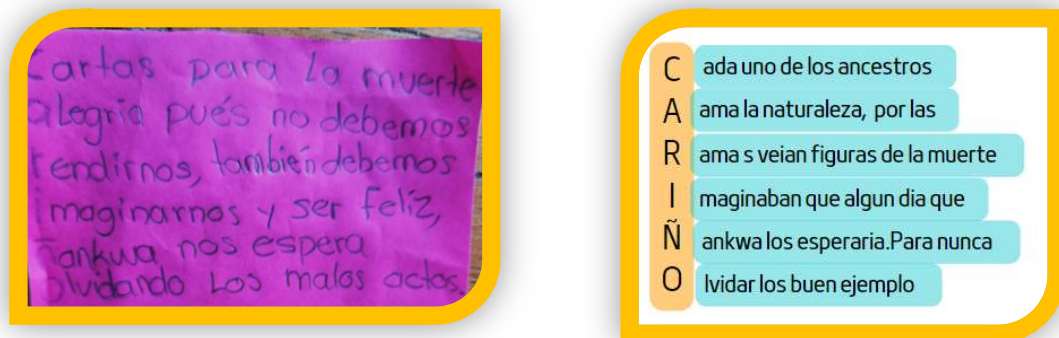 Cartas para la muerte
alegria pués no debemos
rendirnos, también debemos
imaginarnos y ser feliz,
Ñankwa nos espera
olvidando Los malos actos.
C ada uno de los ancestros
A ama la naturaleza, por las
R ama s veian figuras de la muerte
I maginaban que algun dia que
Ñ ankwa los esperaria.Para nunca
O lvidar los buen ejemplo